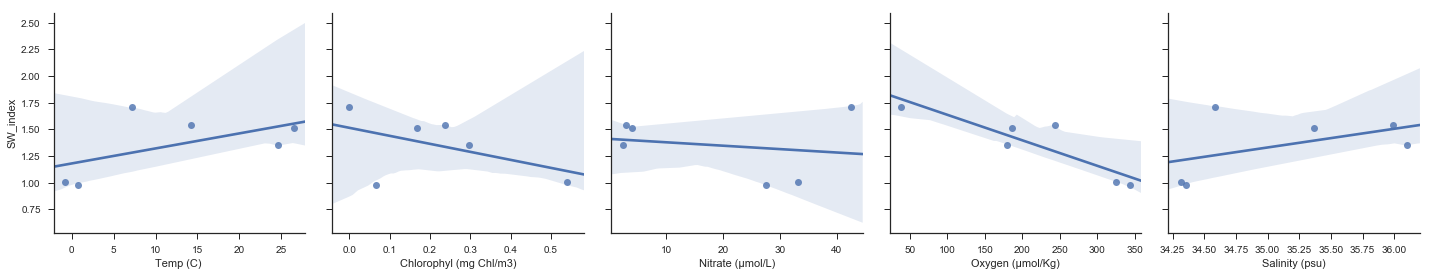 2.50
2.25
2.00
1.75
1.50
1.25
1.00
0.75
SW_index
0 5 10 15 20 25
Temp (C)
0.0 0.1 0.2 0.3 0.4 0.5
Chlorophyl (mg Chl/m3)
10 20 30 40
Nitrate (μmol/L)
50 100 150 200 250 300 350
Oxygen (μmol/Kg)
34.25 34.50 34.75 35.00 35.25 35.50 35.75 36.00
Salinity (psu)